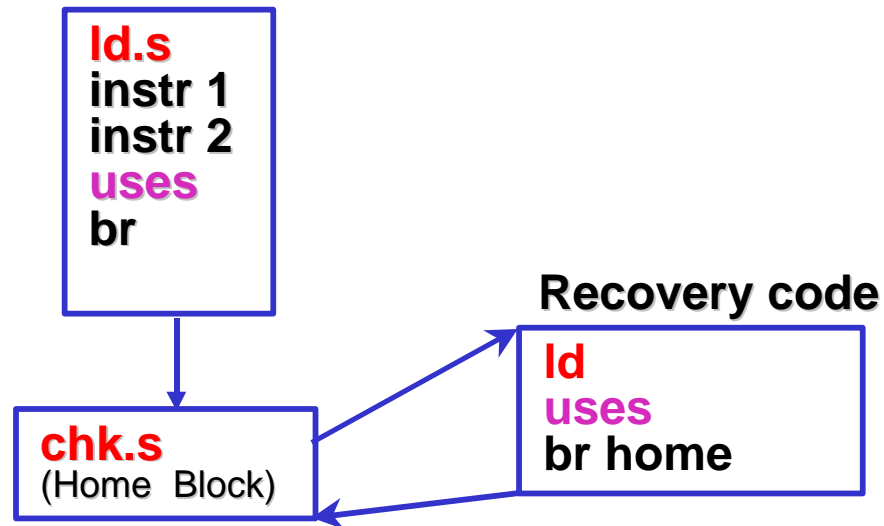 ld.s
instr 1
instr 2
uses
br
chk.s
(Home Block)
Recovery code
ld
uses
br home